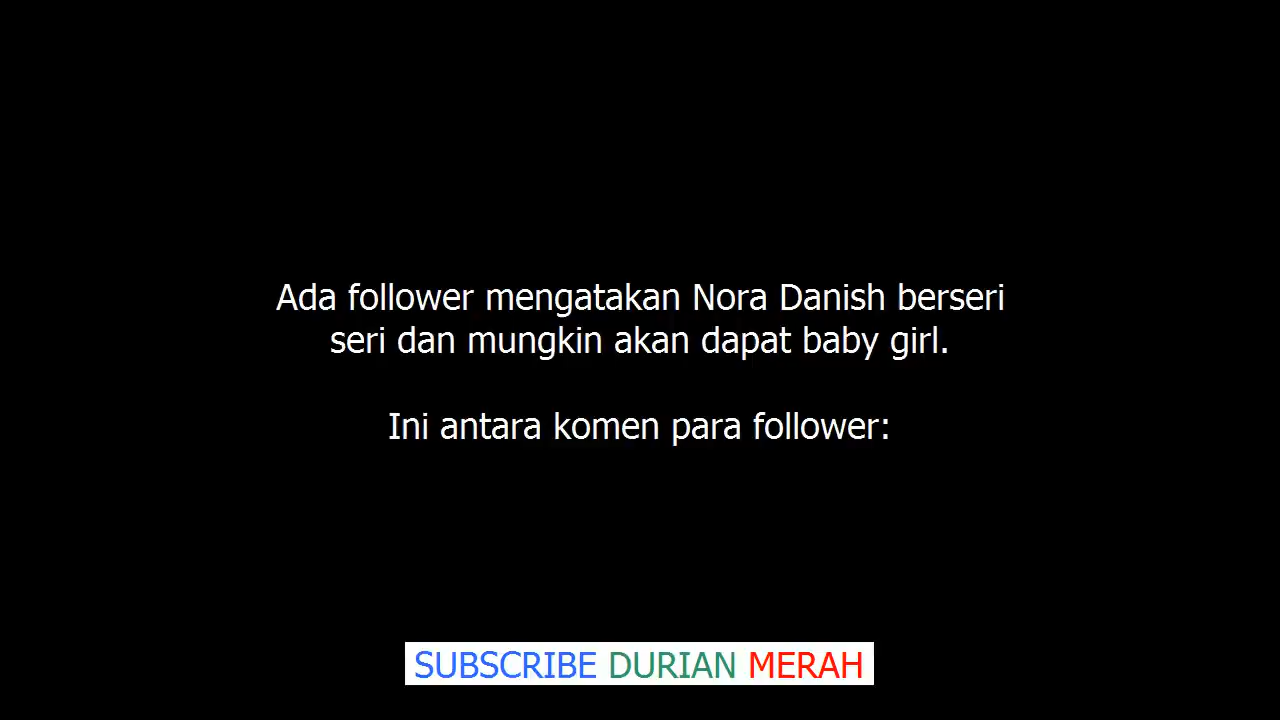 Ada follower mengatakan Nora Danish berseri
seri dan mungkin akan dapat baby girl.
Ini antara komen para follower:
SUBSCRIBE DURIAN MERAH